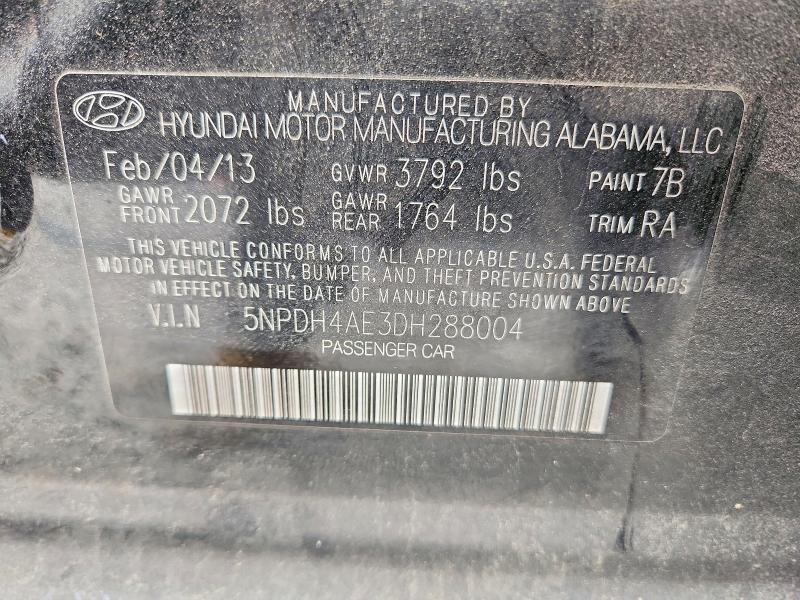 MANUFACTURED BY
HYUNDAI MOTOR MANUFACTURING ALABAMA, LLC
Feb/04/13 GVWR 3792 lbs PAINT 7B
GAWR FRONT 2072 lbs GAWR REAR 1764 lbs TRIM RA
THIS VEHICLE CONFORMS TO ALL APPLICABLE U.S.A. FEDERAL
MOTOR VEHICLE SAFETY, BUMPER, AND THEFT PREVENTION STANDARDS
IN EFFECT ON THE DATE OF MANUFACTURE SHOWN ABOVE
V.I.N 5NPDH4AE3DH288004
PASSENGER CAR